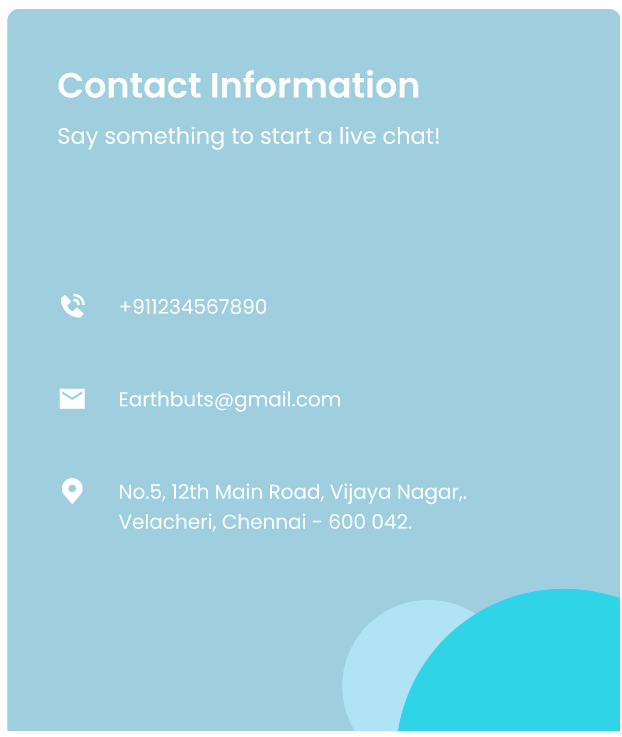 Contact Information
Say something to start a live chat!
+911234567890
Earthbuts@gmail.com
No.5, 12th Main Road, Vijaya Nagar,.
Velacheri, Chennai - 600 042.